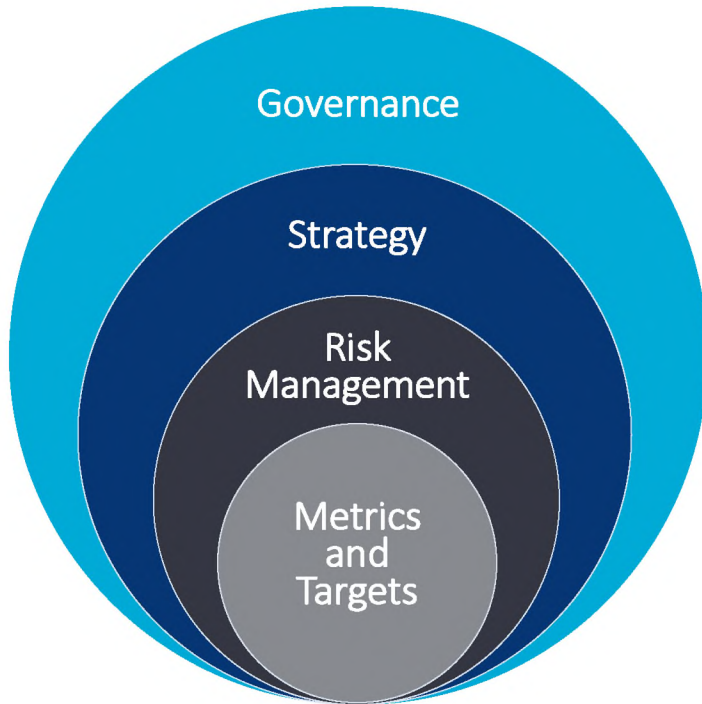 Governance
Strategy
Risk
Management
Metrics
and
Targets